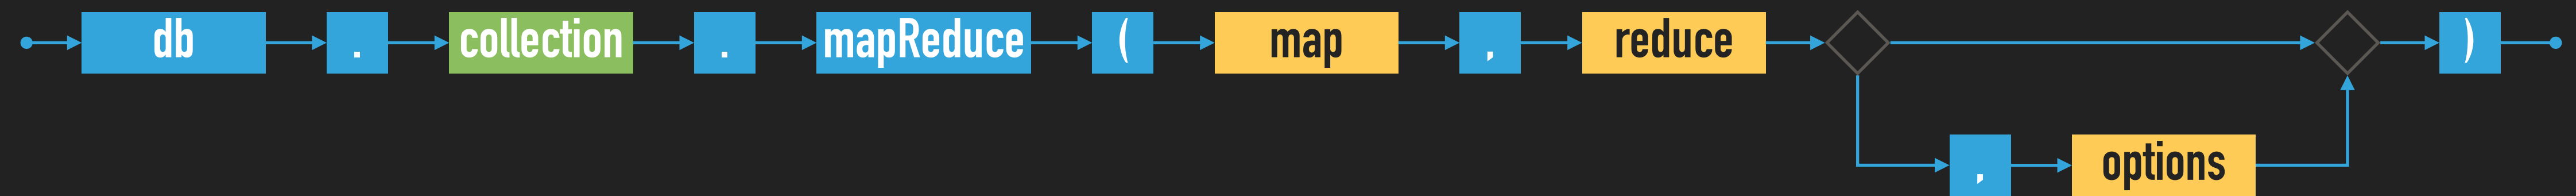 db . collection . mapReduce ( map , reduce )
, options